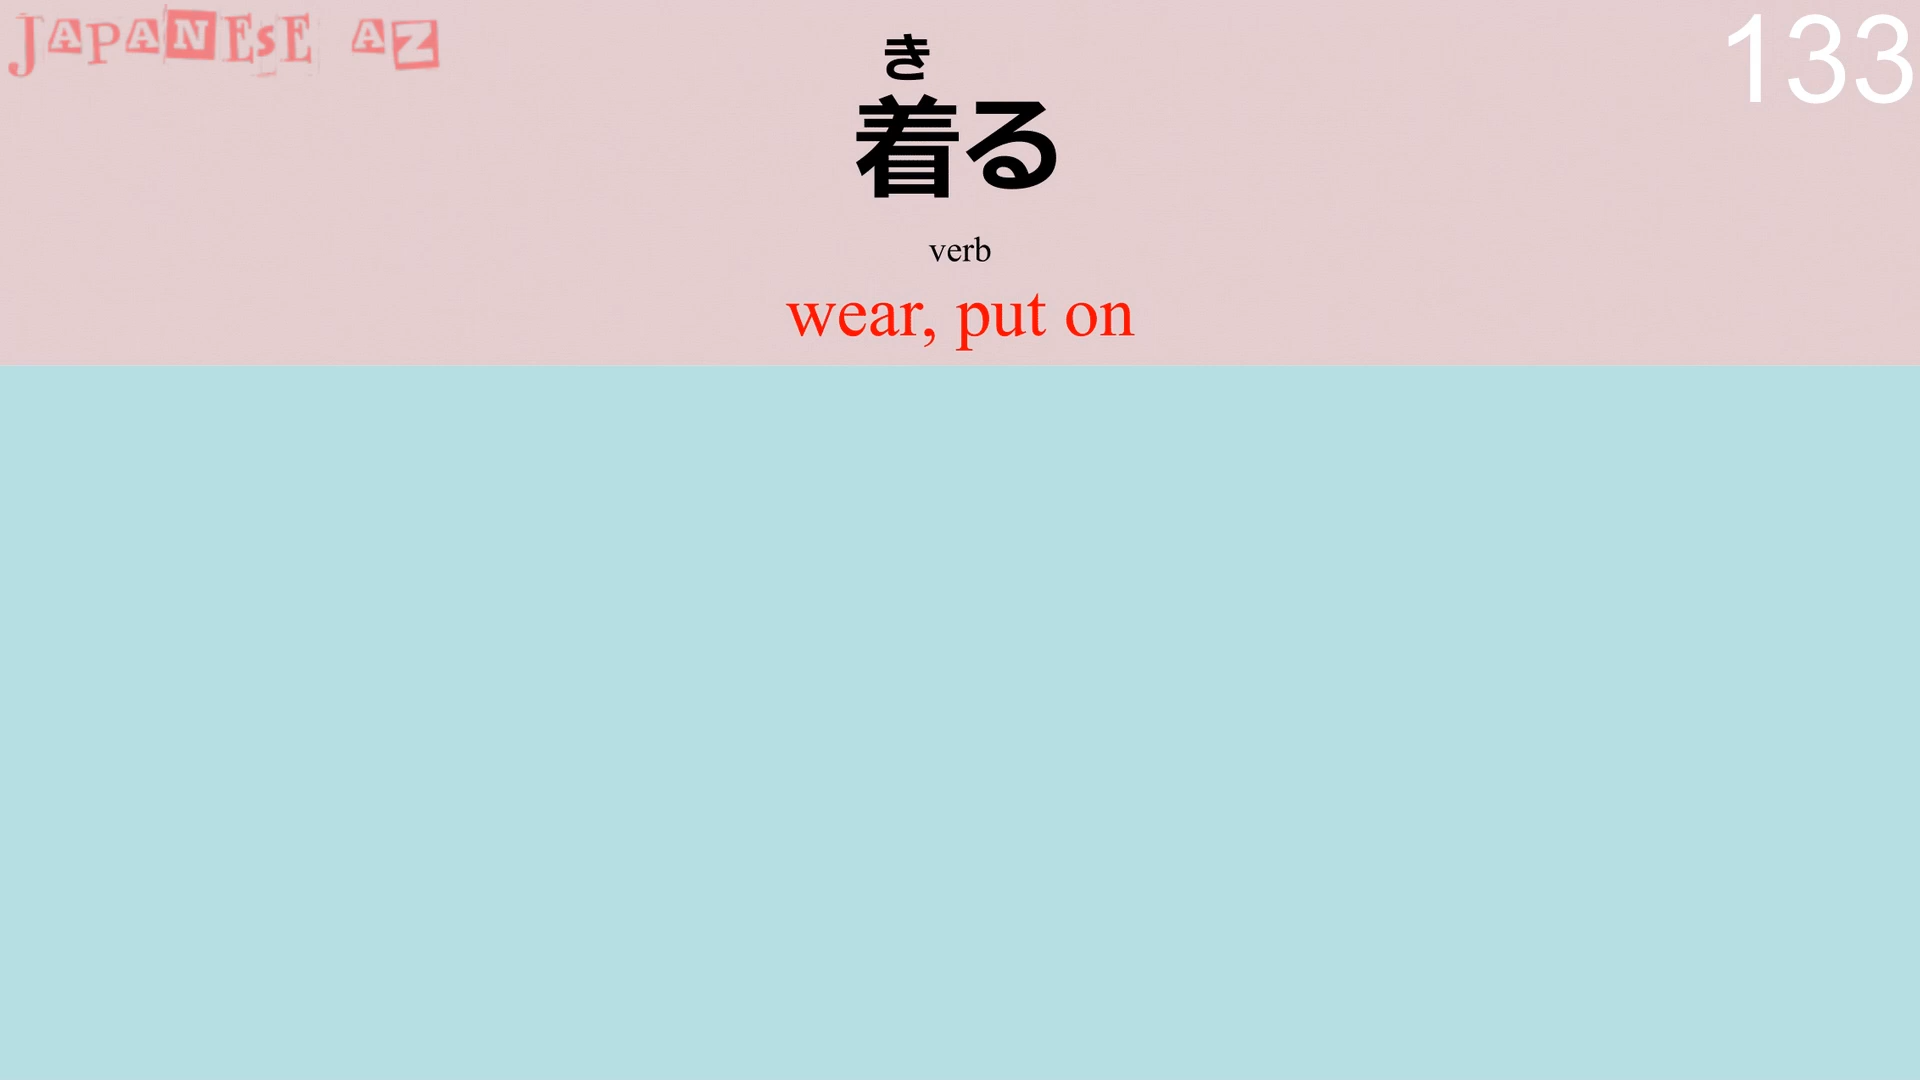 JAPANESE AZ
133
き
着る
verb
wear, put on